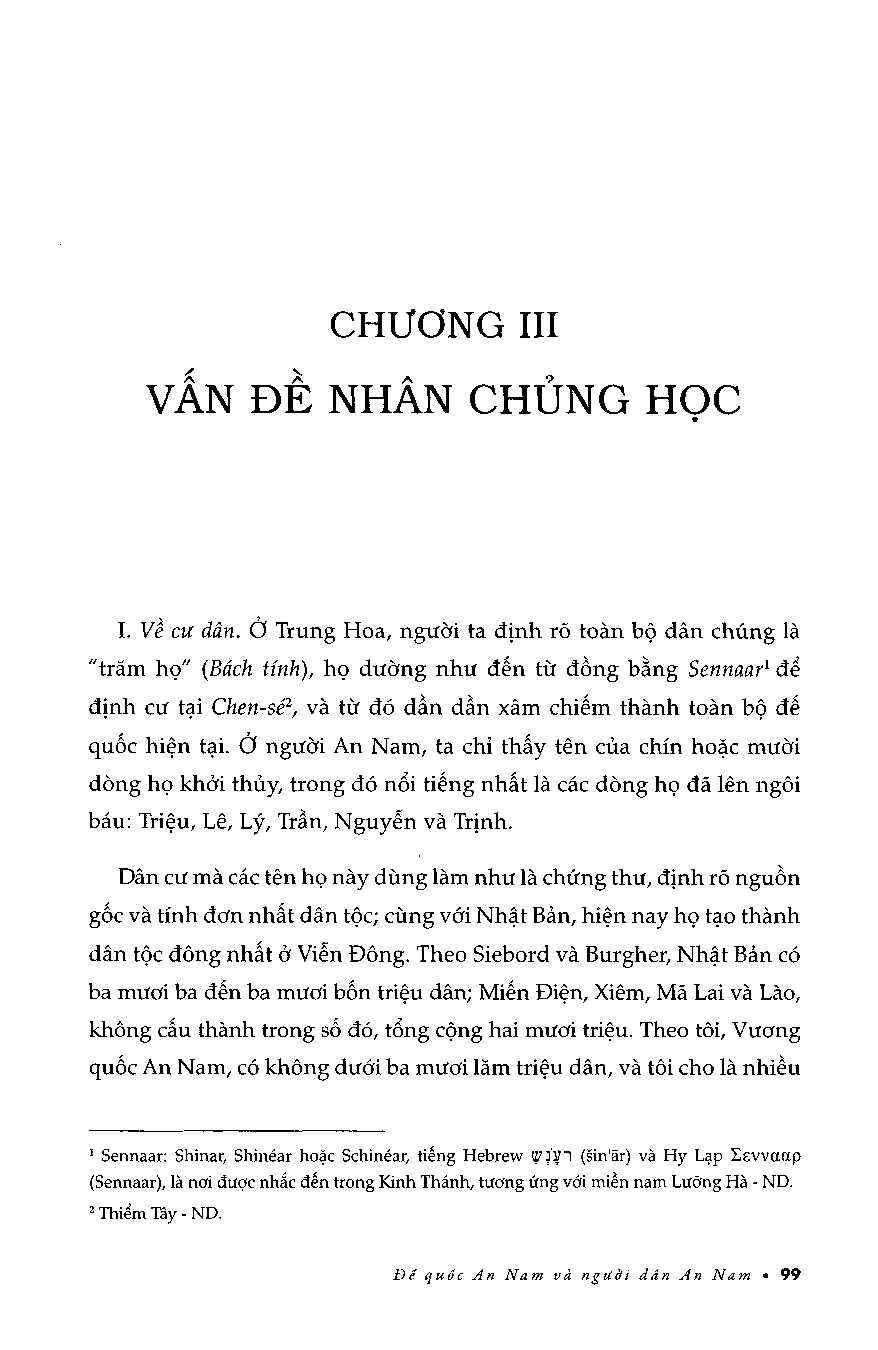 CHƯƠNG III
VẤN ĐỀ NHÂN CHỦNG HỌC
I. Về cư dân. Ở Trung Hoa, người ta định rõ toàn bộ dân chúng là
"trăm họ" (Bách tính), họ dường như đến từ đồng bằng Sennaar¹ để
định cư tại Chen-sé², và từ đó dần dần xâm chiếm thành toàn bộ đế
quốc hiện tại. Ở người An Nam, ta chỉ thấy tên của chín hoặc mười
dòng họ khởi thủy, trong đó nổi tiếng nhất là các dòng họ đã lên ngôi
báu: Triệu, Lê, Lý, Trần, Nguyễn và Trịnh.
Dân cư mà các tên họ này dùng làm như là chứng thư, định rõ nguồn
gốc và tính đơn nhất dân tộc; cùng với Nhật Bản, hiện nay họ tạo thành
dân tộc đông nhất ở Viễn Đông. Theo Siebord và Burgher, Nhật Bản có
ba mươi ba đến ba mươi bốn triệu dân; Miến Điện, Xiêm, Mã Lai và Lào,
không cấu thành trong số đó, tổng cộng hai mươi triệu. Theo tôi, Vương
quốc An Nam, có không dưới ba mươi lăm triệu dân, và tôi cho là nhiều
¹ Sennaar: Shinar, Shinéar hoặc Schinéar, tiếng Hebrew (šin'ār) và Hy Lạp Σενναaρ
(Sennaar), là nơi được nhắc đến trong Kinh Thánh, tương ứng với miền nam Lưỡng Hà - ND.
² Thiểm Tây - ND.
Đế quốc An Nam và người dân An Nam • 99